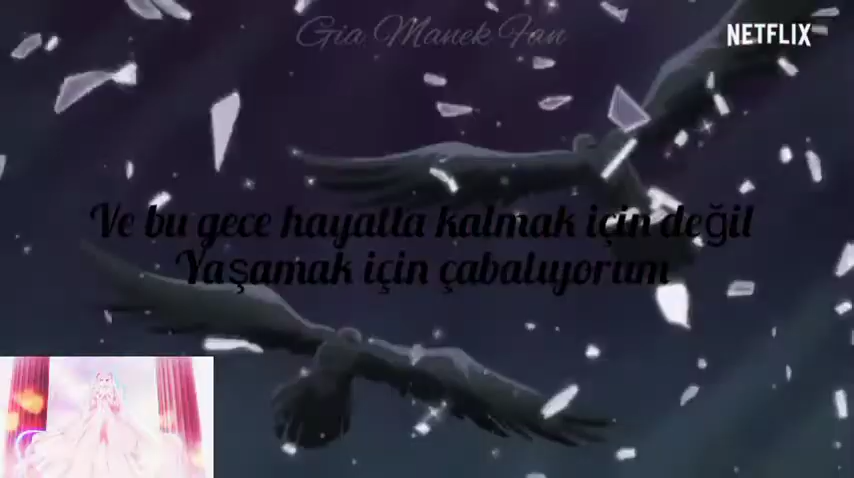 Gia Manek Fan
NETFLIX
Ve bu gece hayatta kalmak için değil
Yaşamak için çabalıyorum